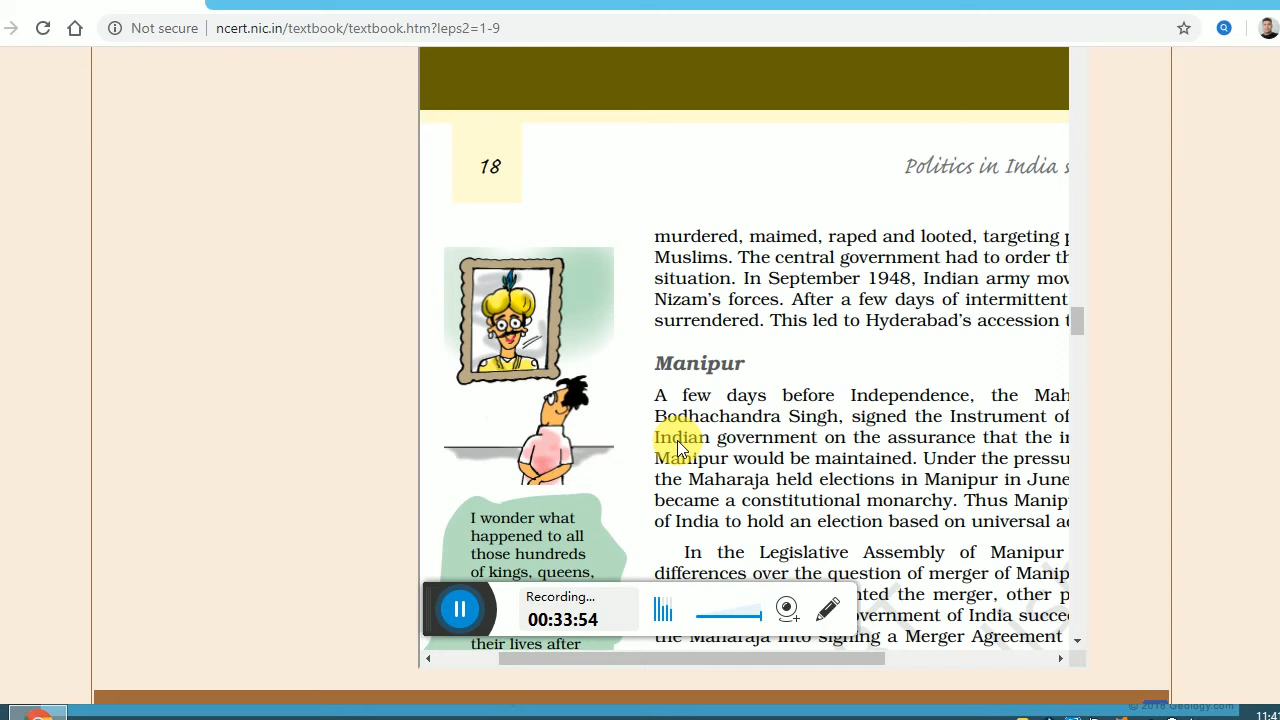 Not secure
ncert.nic.in/textbook/textbook.htm?leps2=1-9
18
Politics in India s
murdered, maimed, raped and looted, targeting p
Muslims. The central government had to order th
situation. In September 1948, Indian army mov
Nizam's forces. After a few days of intermittent
surrendered. This led to Hyderabad's accession t
Manipur
A few days before Independence, the Mah
Bodhachandra Singh, signed the Instrument of
Indian government on the assurance that the in
Manipur would be maintained. Under the pressu
the Maharaja held elections in Manipur in June
became a constitutional monarchy. Thus Manip
of India to hold an election based on universal ad
In the Legislative Assembly of Manipur
differences over the question of merger of Manip
nted the merger, other p
overnment of India succe
the Maharaja into signing a Merger Agreement
I wonder what
happened to all
those hundreds
of kings, queens,
their lives after
Recording...
00:33:54
© 2018 Geology.com